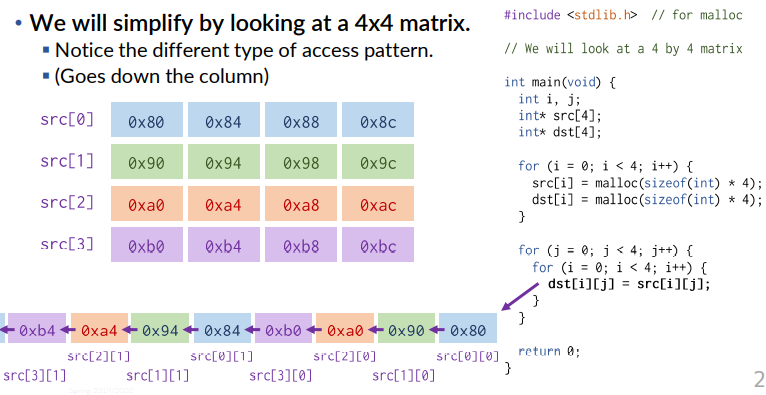 • We will simplify by looking at a 4x4 matrix.
▪ Notice the different type of access pattern.
▪ (Goes down the column)
src[0] 0x80 0x84 0x88 0x8c
src[1] 0x90 0x94 0x98 0x9c
src[2] 0xa0 0xa4 0xa8 0xac
src[3] 0xb0 0xb4 0xb8 0xbc
0xb4 0xa4 0x94 0x84 0xb0 0xa0 0x90 0x80
src[2][1] src[0][1] src[2][0] src[0][0]
src[3][1] src[1][1] src[3][0] src[1][0]
#include <stdlib.h> // for malloc
// We will look at a 4 by 4 matrix
int main(void) {
int i, j;
int* src[4];
int* dst[4];
for (i = 0; i < 4; i++) {
src[i] = malloc(sizeof(int) * 4);
dst[i] = malloc(sizeof(int) * 4);
}
for (j = 0; j < 4; j++) {
for (i = 0; i < 4; i++) {
dst[i][j] = src[i][j];
}
}
return 0;
}
2